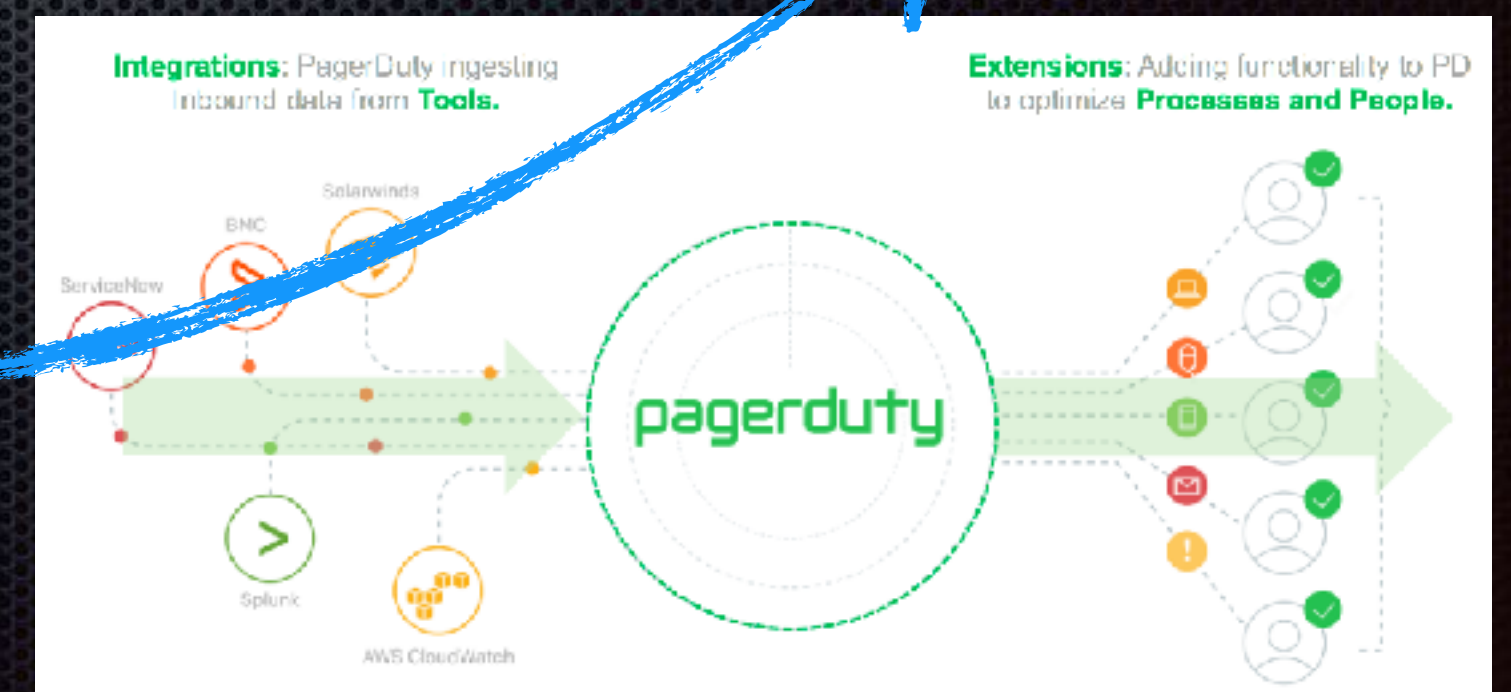 Integrations: PagerDuty ingesting
Inbound data from Tools.
Extensions: Adding functionality to PD
to optimize Processes and People.
Solarwinds
BMC
ServiceNow
pagerduty
Splunk
AWS CloudWatch